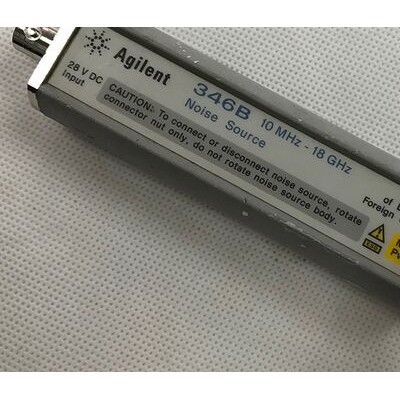 Agilent
346B 10 MHz - 18 GHz
Noise Source
28 V DC
Input
CAUTION: To connect or disconnect noise source, rotate
connector nut only, do not rotate noise source body.
of
Foreign